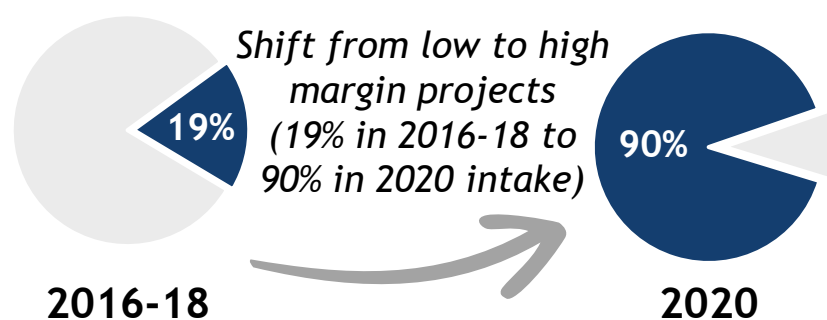 Shift from low to high
margin projects
(19% in 2016-18 to
90% in 2020 intake)
19%
90%
2016-18
2020